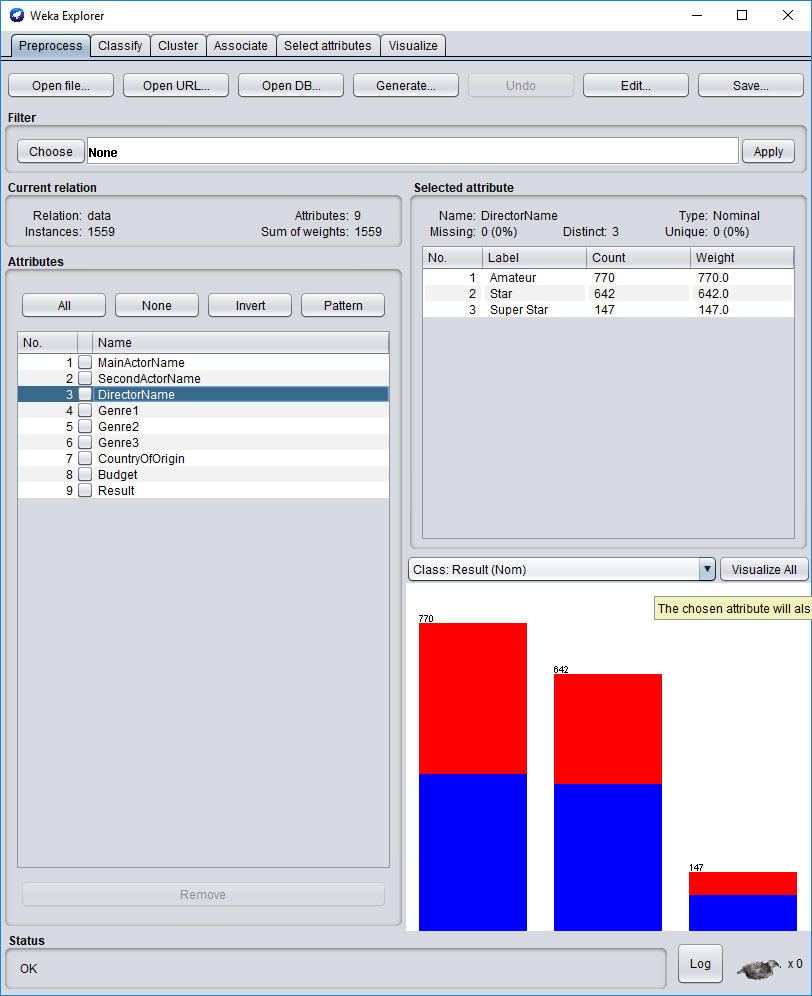 Weka Explorer
Preprocess Classify Cluster Associate Select attributes Visualize
Open file... Open URL... Open DB... Generate... Undo Edit... Save...
Filter
Choose None Apply
Current relation
Relation: data Attributes: 9
Instances: 1559 Sum of weights: 1559
Attributes
All None Invert Pattern
No. Name
1 MainActorName
2 SecondActorName
3 DirectorName
4 Genre1
5 Genre2
6 Genre3
7 CountryOfOrigin
8 Budget
9 Result
Remove
Selected attribute
Name: DirectorName Type: Nominal
Missing: 0 (0%) Distinct: 3 Unique: 0 (0%)
No. Label Count Weight
1 Amateur 770 770.0
2 Star 642 642.0
3 Super Star 147 147.0
Class: Result (Nom) Visualize All
The chosen attribute will als
770
642
147
Status
OK
Log x 0